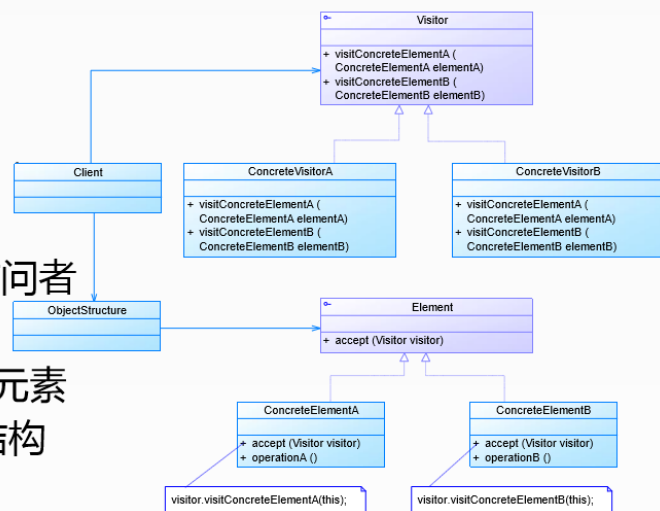 Visitor
+ visitConcreteElementA (
ConcreteElementA elementA)
+ visitConcreteElementB (
ConcreteElementB elementB)
Client
ConcreteVisitorA
+ visitConcreteElementA (
ConcreteElementA elementA)
+ visitConcreteElementB (
ConcreteElementB elementB)
ConcreteVisitorB
+ visitConcreteElementA (
ConcreteElementA elementA)
+ visitConcreteElementB (
ConcreteElementB elementB)
问者
ObjectStructure
Element
+ accept (Visitor visitor)
元素
结构
ConcreteElementA
+ accept (Visitor visitor)
+ operationA ()
ConcreteElementB
+ accept (Visitor visitor)
+ operationB ()
visitor.visitConcreteElementA(this);
visitor.visitConcreteElementB(this);